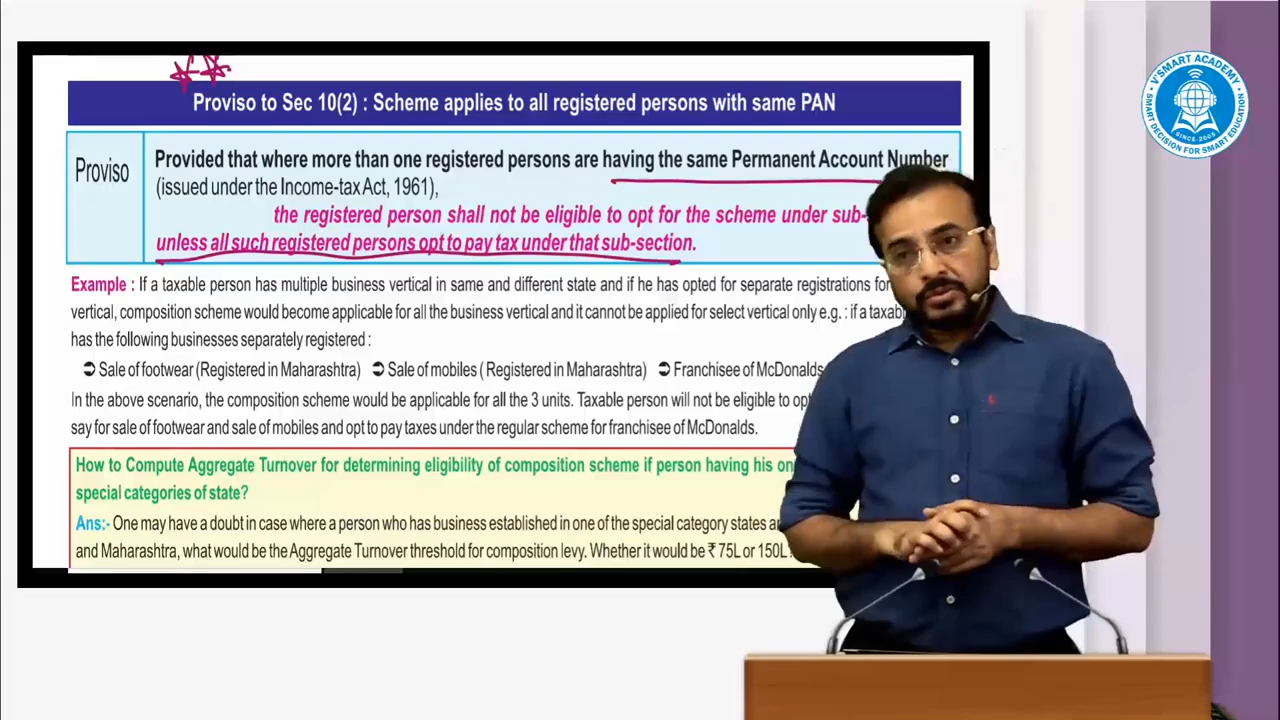 Proviso to Sec 10(2) : Scheme applies to all registered persons with same PAN
Proviso
Provided that where more than one registered persons are having the same Permanent Account Number
(issued under the Income-tax Act, 1961),
the registered person shall not be eligible to opt for the scheme under sub-
unless all such registered persons opt to pay tax under that sub-section.
Example : If a taxable person has multiple business vertical in same and different state and if he has opted for separate registrations for
vertical, composition scheme would become applicable for all the business vertical and it cannot be applied for select vertical only e.g. : if a
has the following businesses separately registered :
➲ Sale of footwear (Registered in Maharashtra) ➲ Sale of mobiles ( Registered in Maharashtra) ➲ Franchisee of McDonalds
In the above scenario, the composition scheme would be applicable for all the 3 units. Taxable person will not be eligible to opt
say for sale of footwear and sale of mobiles and opt to pay taxes under the regular scheme for franchisee of McDonalds.
How to Compute Aggregate Turnover for determining eligibility of composition scheme if person having his
special categories of state?
Ans:- One may have a doubt in case where a person who has business established in one of the special category states
and Maharashtra, what would be the Aggregate Turnover threshold for composition levy. Whether it would be ₹ 75L or 150L
V'SMART ACADEMY
SMART DECISION FOR SMART EDUCATION
SINCE-2005